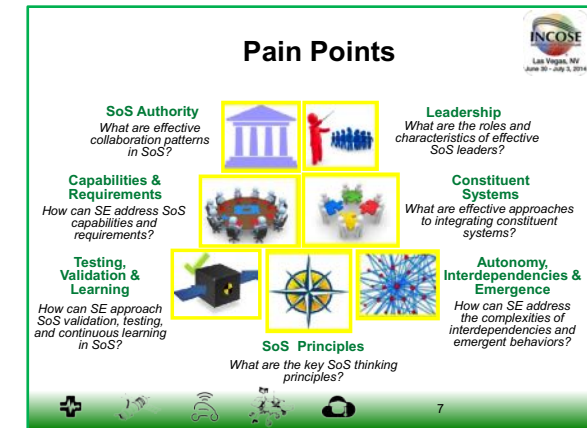 Pain Points
INCOSE
Las Vegas, NV
June 30 - July 3, 2014
SoS Authority
What are effective
collaboration patterns
in SoS?
Leadership
What are the roles and
characteristics of effective
SoS leaders?
Capabilities &
Requirements
How can SE address SoS
capabilities and
requirements?
Constituent
Systems
What are effective approaches
to integrating constituent
systems?
Testing,
Validation &
Learning
How can SE approach
SoS validation, testing,
and continuous learning
in SoS?
Autonomy,
Interdependencies &
Emergence
How can SE address
the complexities of
interdependencies and
emergent behaviors?
SoS Principles
What are the key SoS thinking
principles?
7